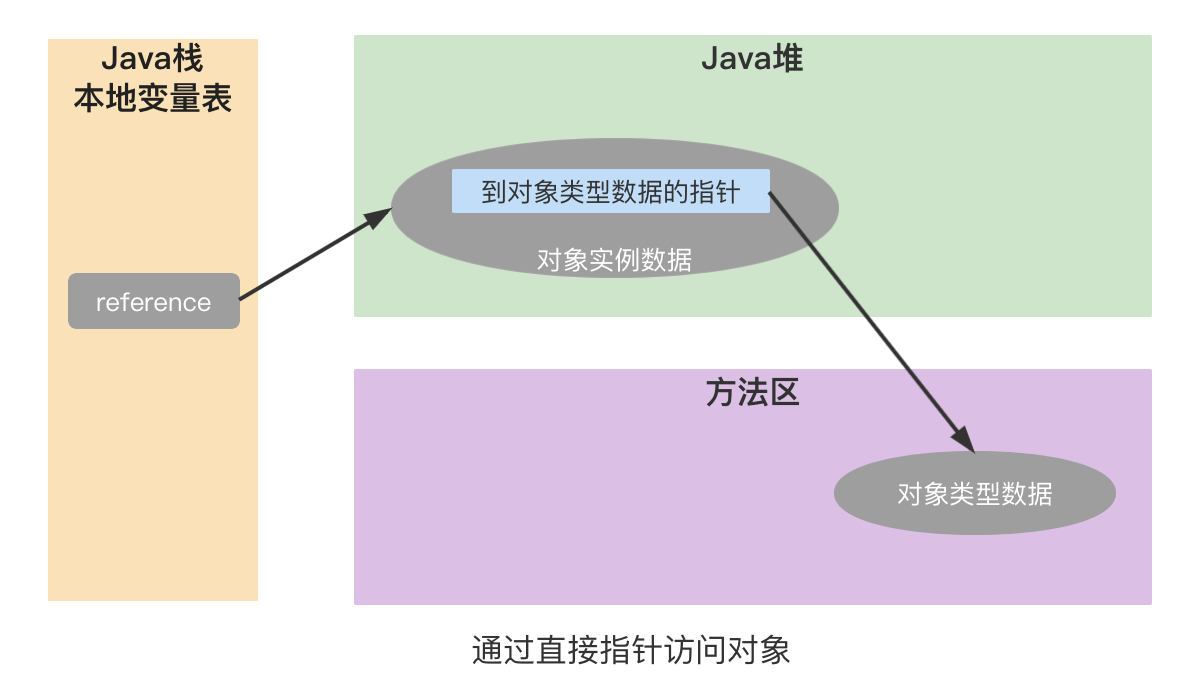 Java栈
本地变量表
Java堆
到对象类型数据的指针
对象实例数据
reference
方法区
对象类型数据
通过直接指针访问对象